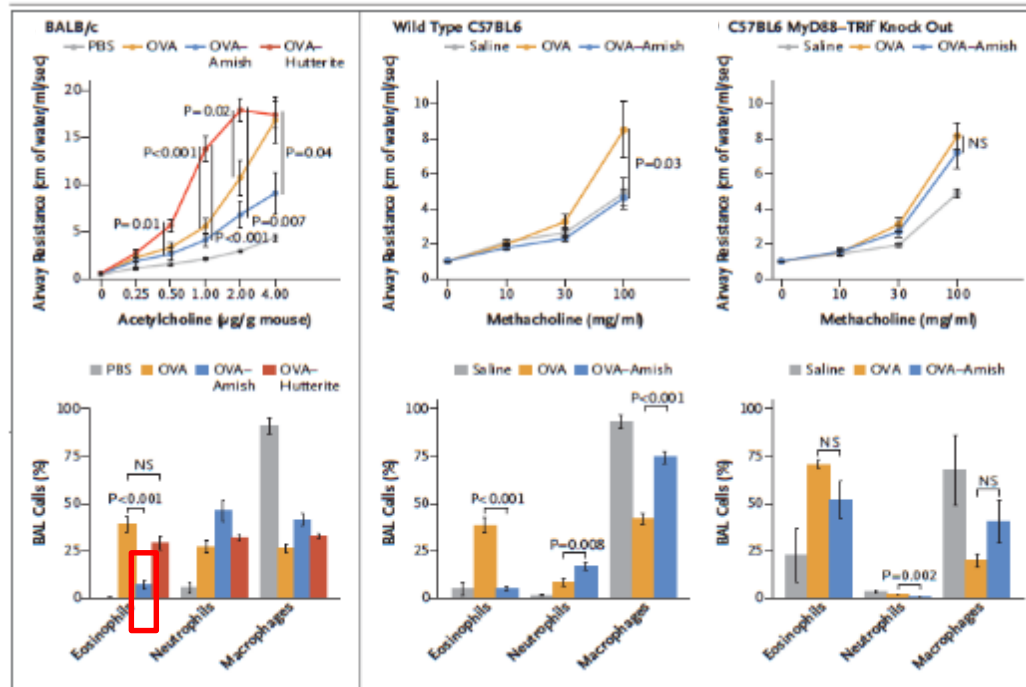 BALB/c
PBS OVA OVA– OVA–
Amish Hutterite
Airway Resistance (cm of water/ml/sec)
20
15
10
5
0
P=0.02
P<0.001
P=0.04
P=0.01
P=0.007
P<0.001
0 0.25 0.50 1.00 2.00 4.00
Acetylcholine (µg/g mouse)
Wild Type C57BL6
Saline OVA OVA–Amish
Airway Resistance (cm of water/ml/sec)
10
8
6
4
2
0
P=0.03
0 10 30 100
Methacholine (mg/ml)
C57BL6 MyD88–TRif Knock Out
Saline OVA OVA–Amish
Airway Resistance (cm of water/ml/sec)
10
8
6
4
2
0
NS
0 10 30 100
Methacholine (mg/ml)
PBS OVA OVA– OVA–
Amish Hutterite
BAL Cells (%)
100
75
50
25
0
NS
P<0.001
Eosinophils Neutrophils Macrophages
Saline OVA OVA–Amish
BAL Cells (%)
100
75
50
25
0
P<0.001
P<0.001
P=0.008
Eosinophils Neutrophils Macrophages
Saline OVA OVA–Amish
BAL Cells (%)
100
75
50
25
0
NS
NS
P=0.002
Eosinophils Neutrophils Macrophages